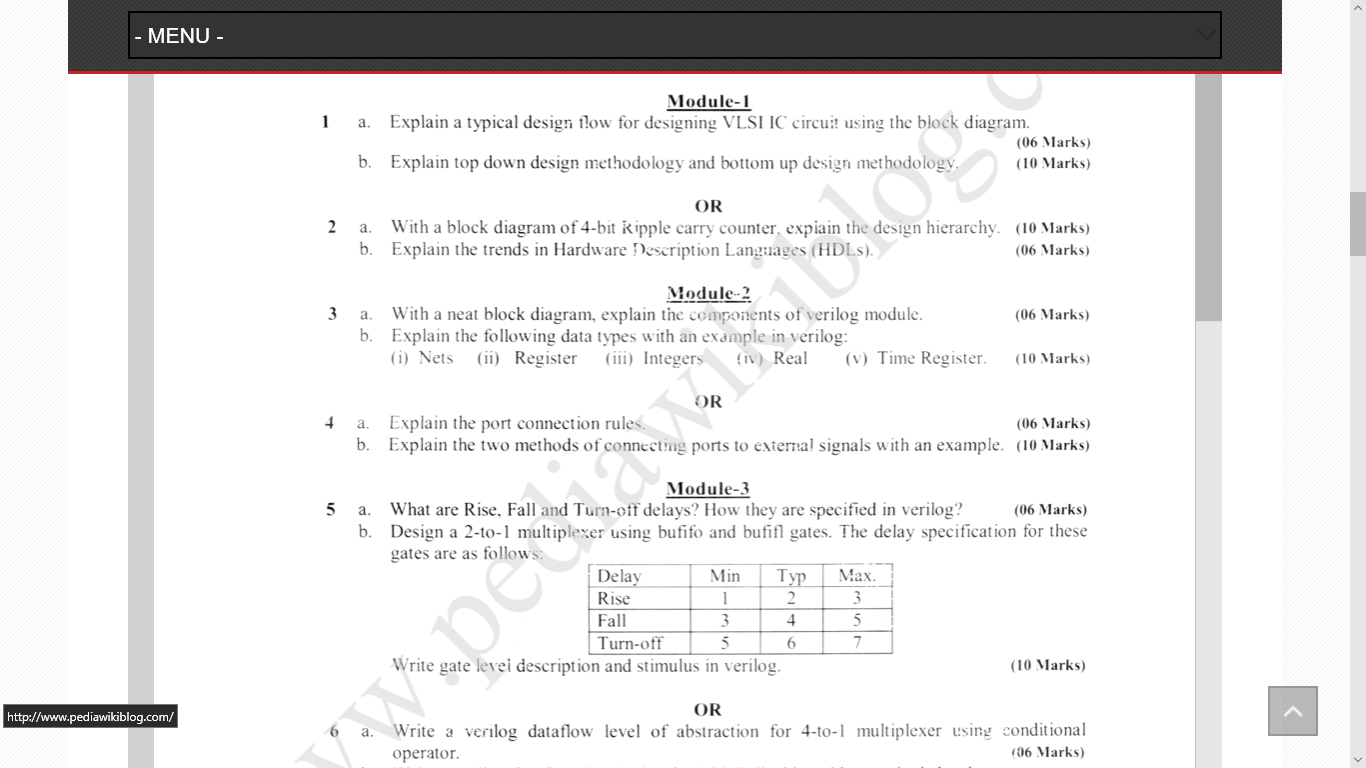 - MENU -
Module-1
1 a. Explain a typical design flow for designing VLSI IC circuit using the block diagram.
(06 Marks)
b. Explain top down design methodology and bottom up design methodology. (10 Marks)
OR
2 a. With a block diagram of 4-bit Ripple carry counter, explain the design hierarchy. (10 Marks)
b. Explain the trends in Hardware Description Languages (HDLs). (06 Marks)
Module-2
3 a. With a neat block diagram, explain the components of verilog module. (06 Marks)
b. Explain the following data types with an example in verilog:
(i) Nets (ii) Register (iii) Integers (iv) Real (v) Time Register. (10 Marks)
OR
4 a. Explain the port connection rules. (06 Marks)
b. Explain the two methods of connecting ports to external signals with an example. (10 Marks)
Module-3
5 a. What are Rise, Fall and Turn-off delays? How they are specified in verilog? (06 Marks)
b. Design a 2-to-1 multiplexer using bufifo and bufifl gates. The delay specification for these
gates are as follows:
Delay Min Typ Max.
Rise 1 2 3
Fall 3 4 5
Turn-off 5 6 7
Write gate level description and stimulus in verilog. (10 Marks)
OR
6 a. Write a verilog dataflow level of abstraction for 4-to-1 multiplexer using conditional
operator. (06 Marks)
www.pediawikiblog.c
http://www.pediawikiblog.com/